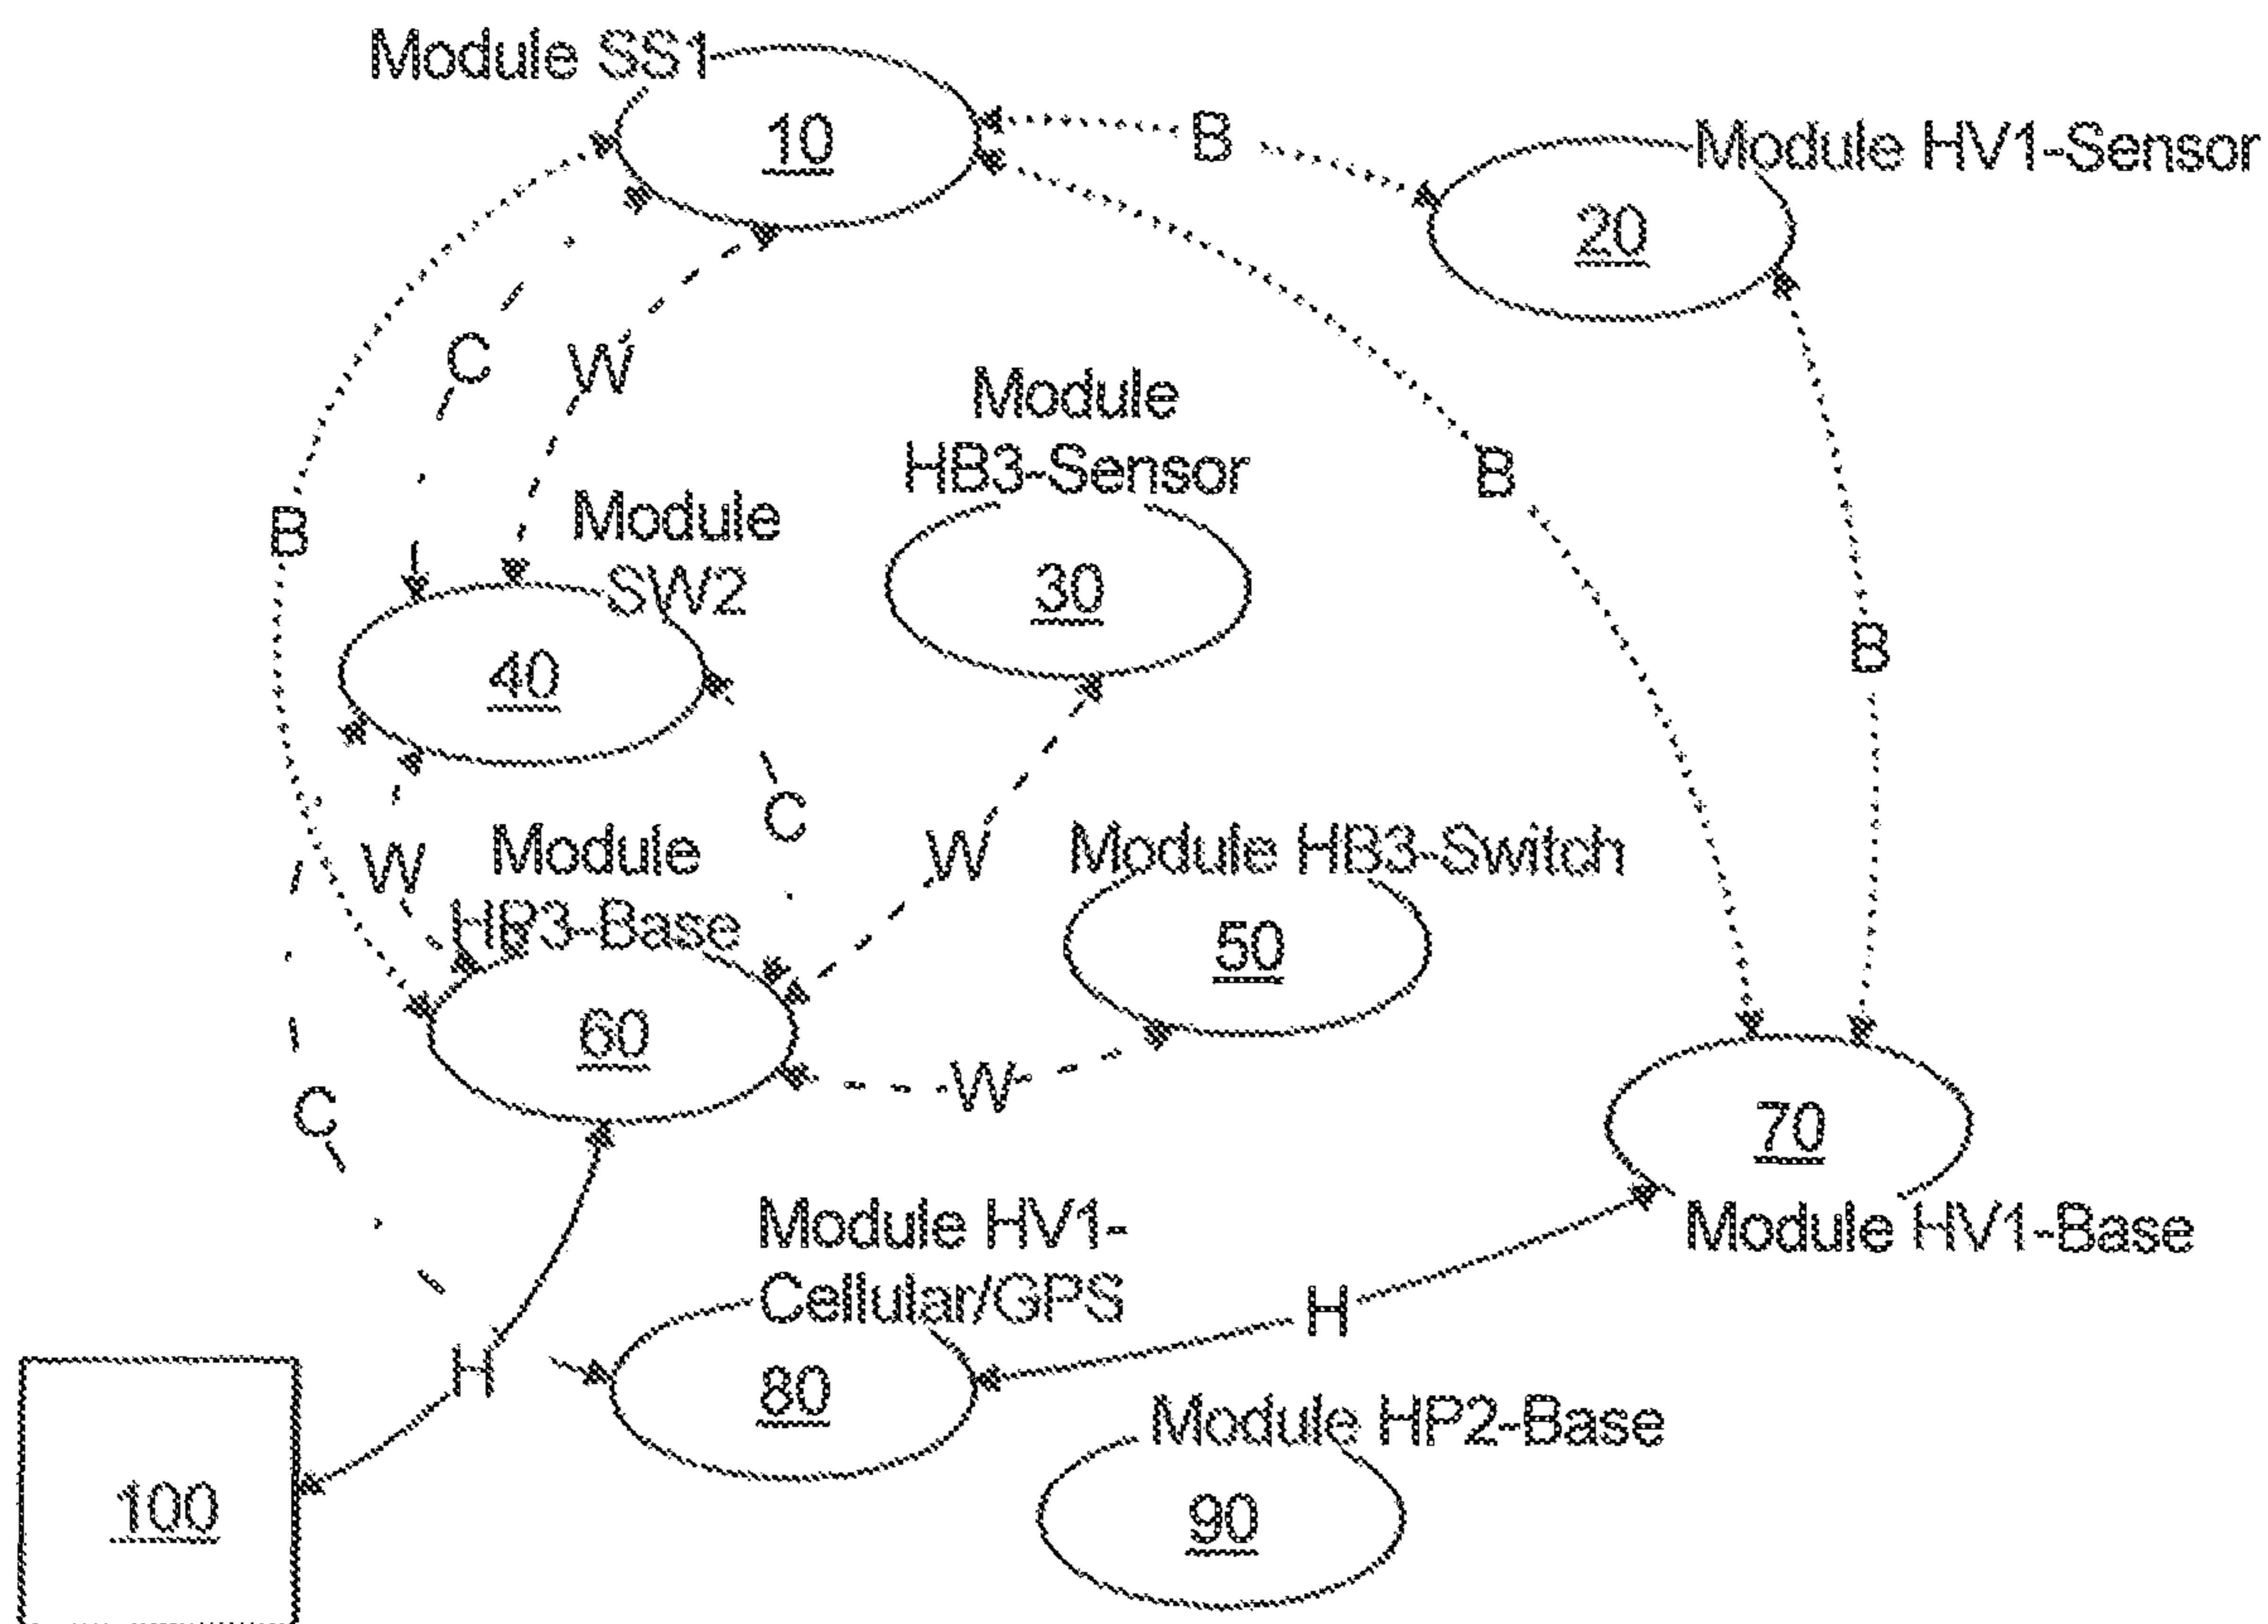 Module SS1
10
B
Module HV1-Sensor
20
C
W
Module
HB3-Sensor
B
B
Module
SW2
30
B
40
C
W
Module
HP3-Base
W
Module HB3-Switch
50
60
W
C
70
Module HV1-Base
Module HV1-
Cellular/GPS
H
H
80
Module HP2-Base
90
100